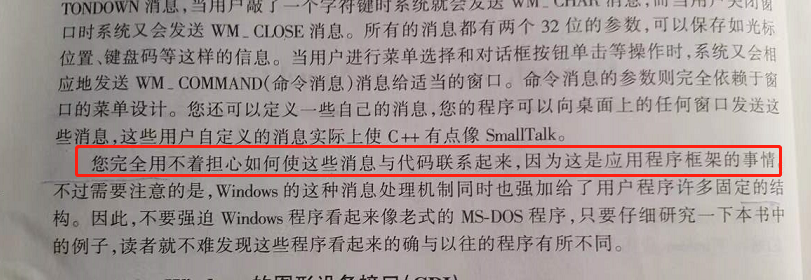 TONDOWN 消息，当用户敲了一个字符键时系统就会发送 WM_CHAR 消息，而当用户关闭窗
口时系统又会发送 WM_CLOSE 消息。所有的消息都有两个 32 位的参数，可以保存如光标
位置、键盘码等这样的信息。当用户进行菜单选择和对话框按钮单击等操作时，系统又会相
应地发送 WM_COMMAND(命令消息)消息给适当的窗口。命令消息的参数则完全依赖于窗
口的菜单设计。您还可以定义一些自己的消息，您的程序可以向桌面上的任何窗口发送这
些消息，这些用户自定义的消息实际上使 C++ 有点像 SmallTalk。
您完全用不着担心如何使这些消息与代码联系起来，因为这是应用程序框架的事情。
不过需要注意的是，Windows 的这种消息处理机制同时也强加给了用户程序许多固定的结
构。因此，不要强迫 Windows 程序看起来像老式的 MS-DOS 程序，只要仔细研究一下本书中
的例子，读者就不难发现这些程序看起来的确与以往的程序有所不同。
Windows 的图形设备接口(GDI)